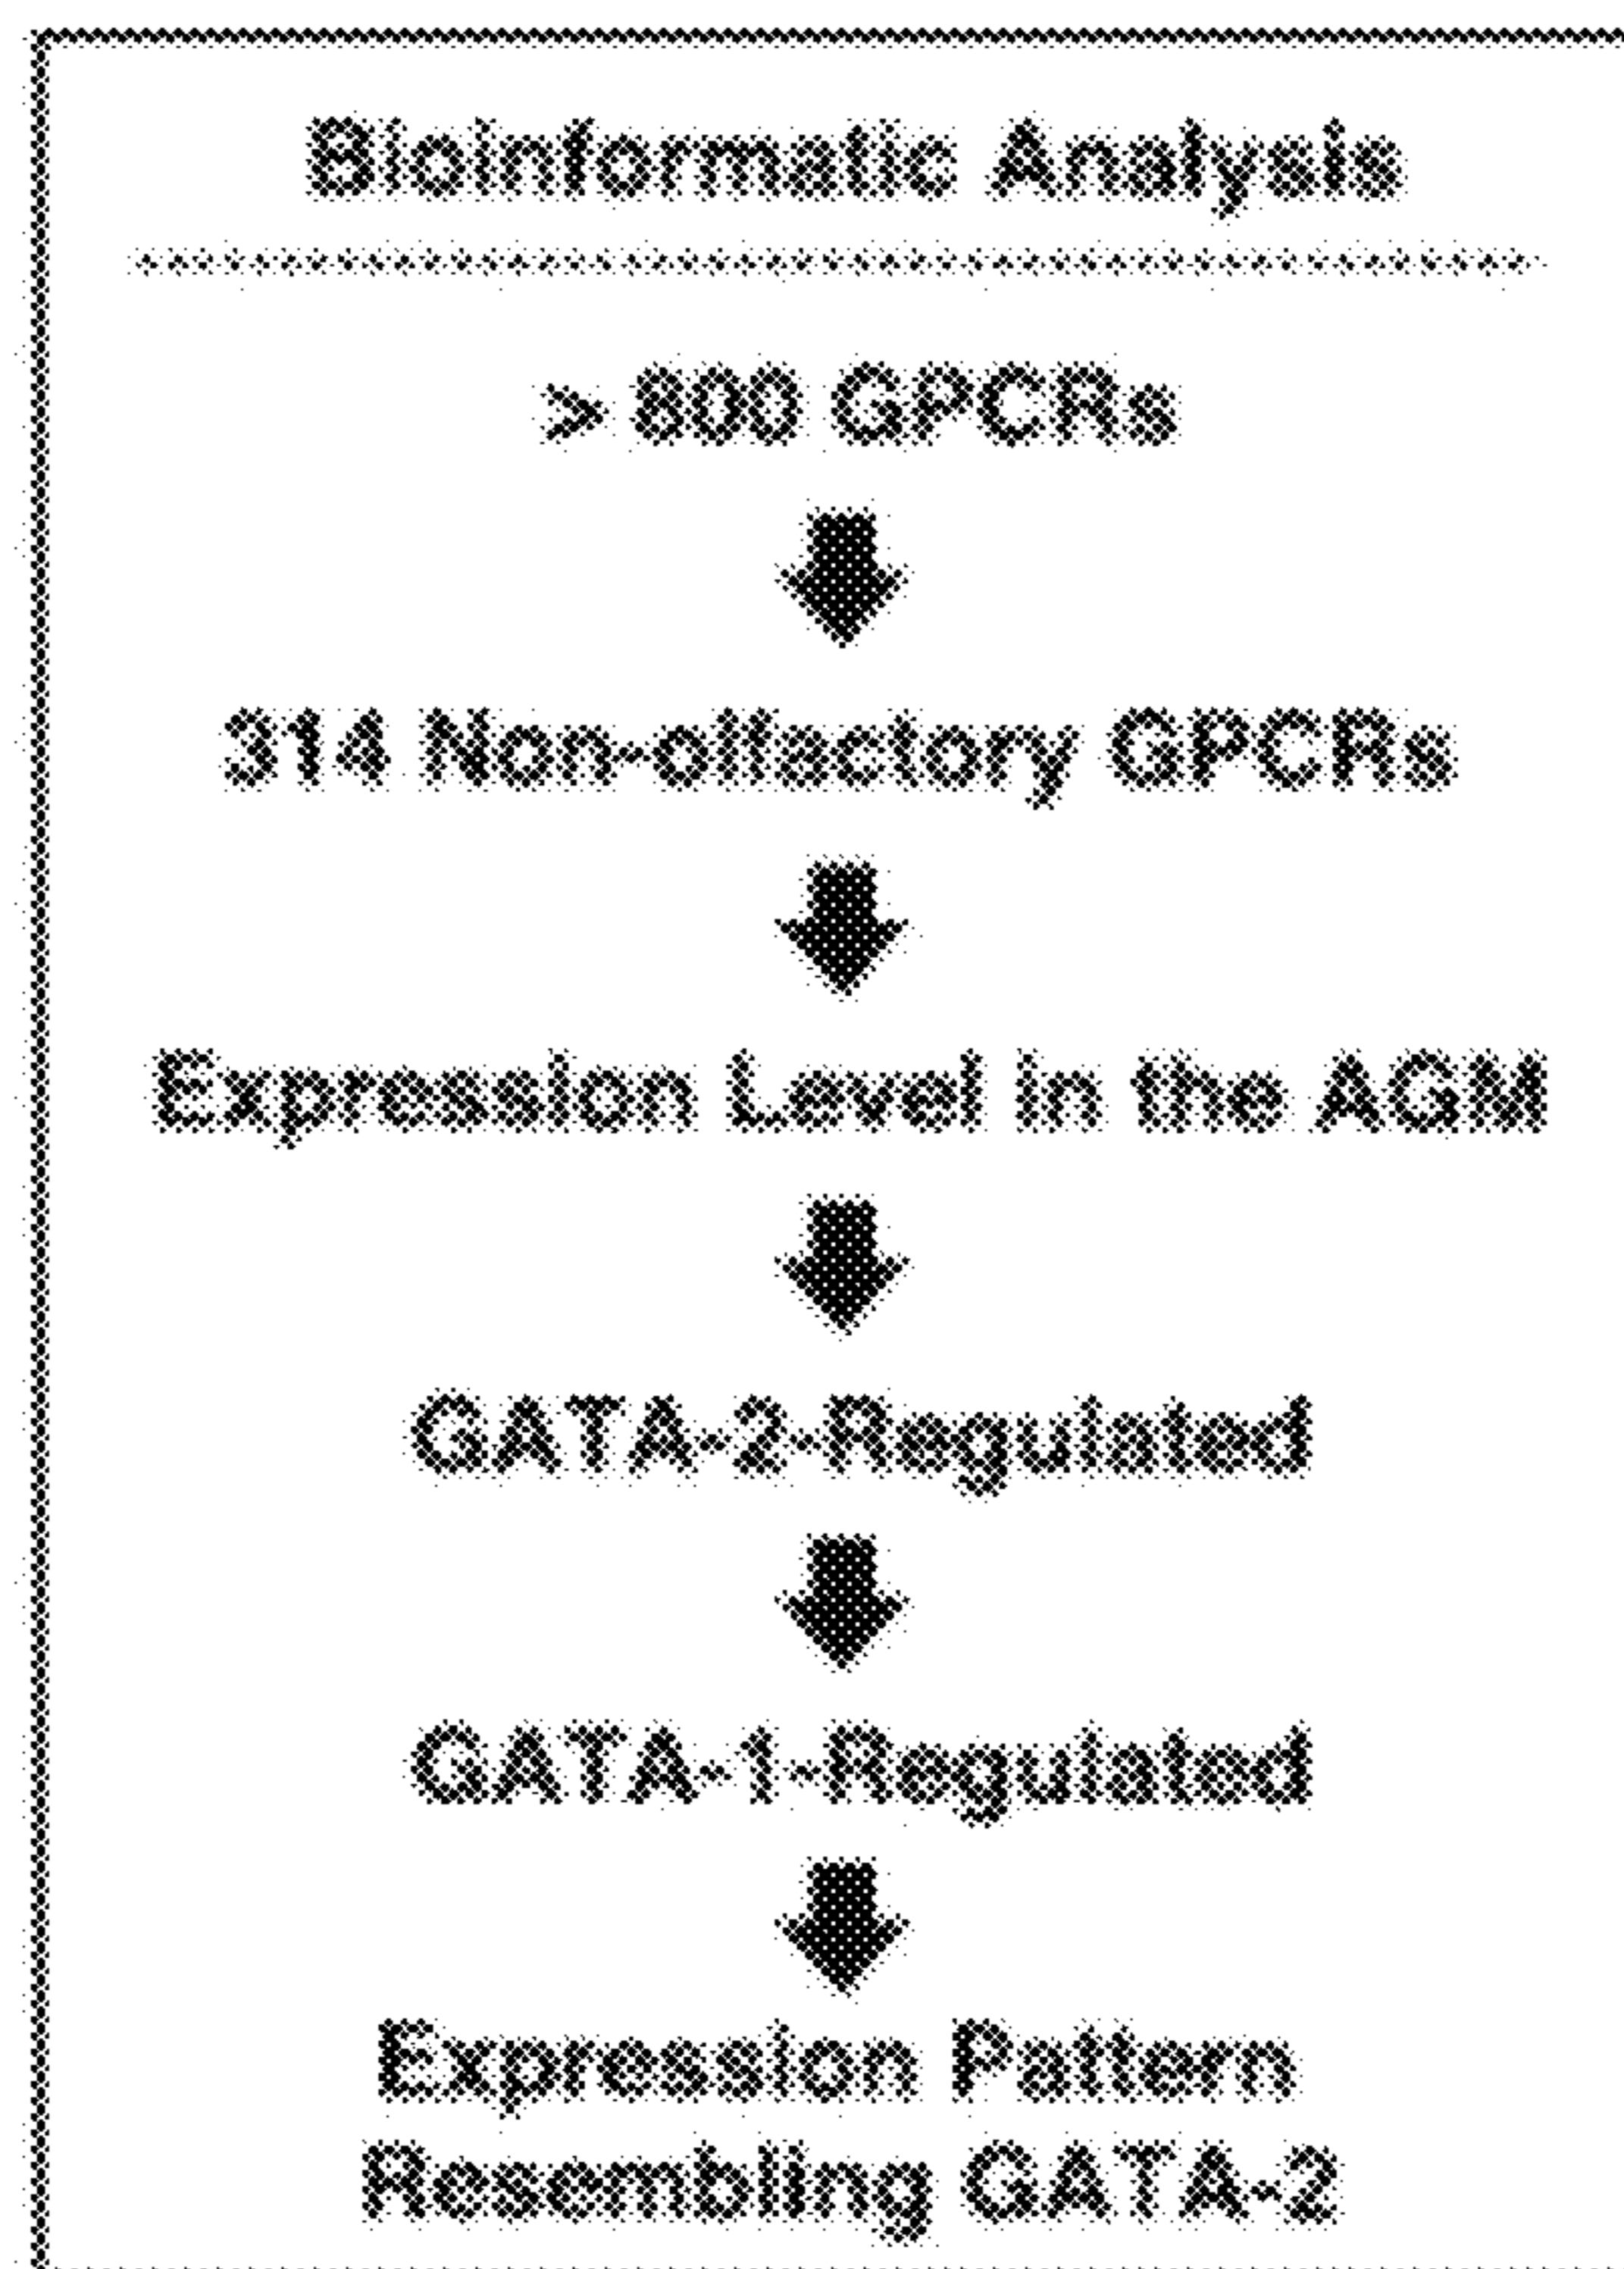 Bioinformatic Analysis
> 800 GPCRs
314 Non-olfactory GPCRs
Expression Level in the AGM
GATA-2-Regulated
GATA-1-Regulated
Expression Pattern
Resembling GATA-2